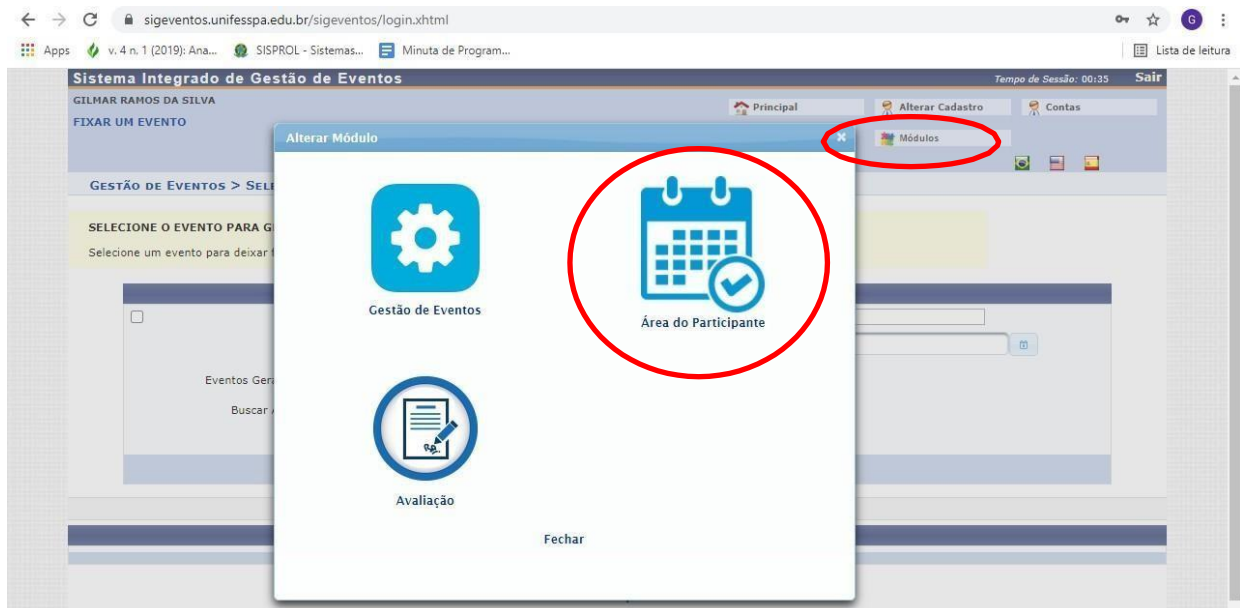 sigeventos.unifesspa.edu.br/sigeventos/login.xhtml
G
Apps
v. 4 n. 1 (2019): Ana...
SISPROL - Sistemas...
Minuta de Program...
Lista de leitura
Sistema Integrado de Gestão de Eventos
Tempo de Sessão: 00:35
Sair
GILMAR RAMOS DA SILVA
FIXAR UM EVENTO
Principal
Alterar Cadastro
Contas
Módulos
Alterar Módulo
GESTÃO DE EVENTOS > SELE
SELECIONE O EVENTO PARA G
Selecione um evento para deixar
Gestão de Eventos
Área do Participante
Eventos Gera
Buscar
Avaliação
Fechar